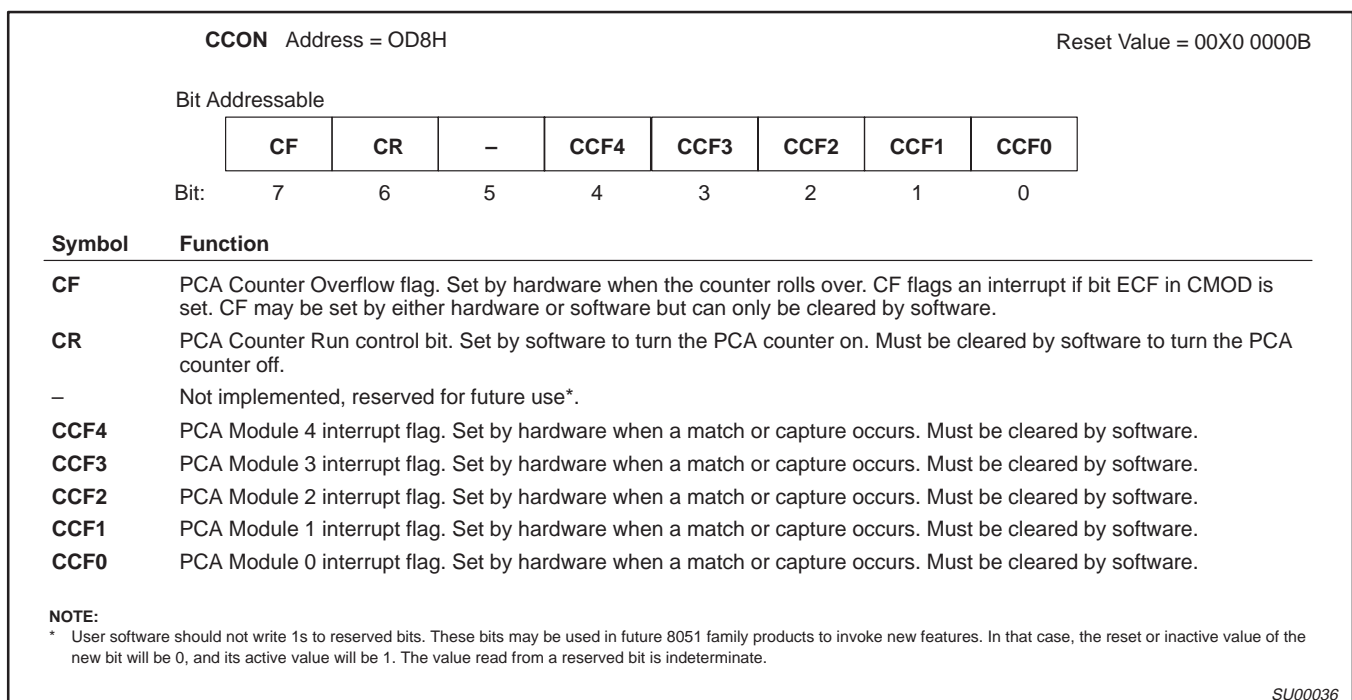 CCON Address = OD8H Reset Value = 00X0 0000B
Bit Addressable
CF CR – CCF4 CCF3 CCF2 CCF1 CCF0
Bit: 7 6 5 4 3 2 1 0
Symbol Function
CF PCA Counter Overflow flag. Set by hardware when the counter rolls over. CF flags an interrupt if bit ECF in CMOD is
set. CF may be set by either hardware or software but can only be cleared by software.
CR PCA Counter Run control bit. Set by software to turn the PCA counter on. Must be cleared by software to turn the PCA
counter off.
– Not implemented, reserved for future use*.
CCF4 PCA Module 4 interrupt flag. Set by hardware when a match or capture occurs. Must be cleared by software.
CCF3 PCA Module 3 interrupt flag. Set by hardware when a match or capture occurs. Must be cleared by software.
CCF2 PCA Module 2 interrupt flag. Set by hardware when a match or capture occurs. Must be cleared by software.
CCF1 PCA Module 1 interrupt flag. Set by hardware when a match or capture occurs. Must be cleared by software.
CCF0 PCA Module 0 interrupt flag. Set by hardware when a match or capture occurs. Must be cleared by software.
NOTE:
* User software should not write 1s to reserved bits. These bits may be used in future 8051 family products to invoke new features. In that case, the reset or inactive value of the
new bit will be 0, and its active value will be 1. The value read from a reserved bit is indeterminate.
SU00036